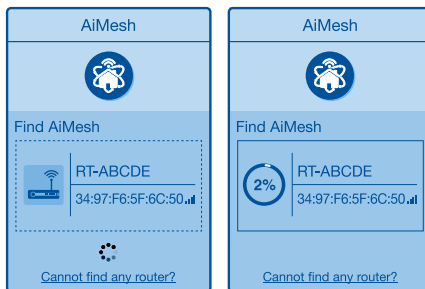 AiMesh
Find AiMesh
RT-ABCDE
34:97:F6:5F:6C:50
Cannot find any router?
AiMesh
Find AiMesh
2%
RT-ABCDE
34:97:F6:5F:6C:50
Cannot find any router?